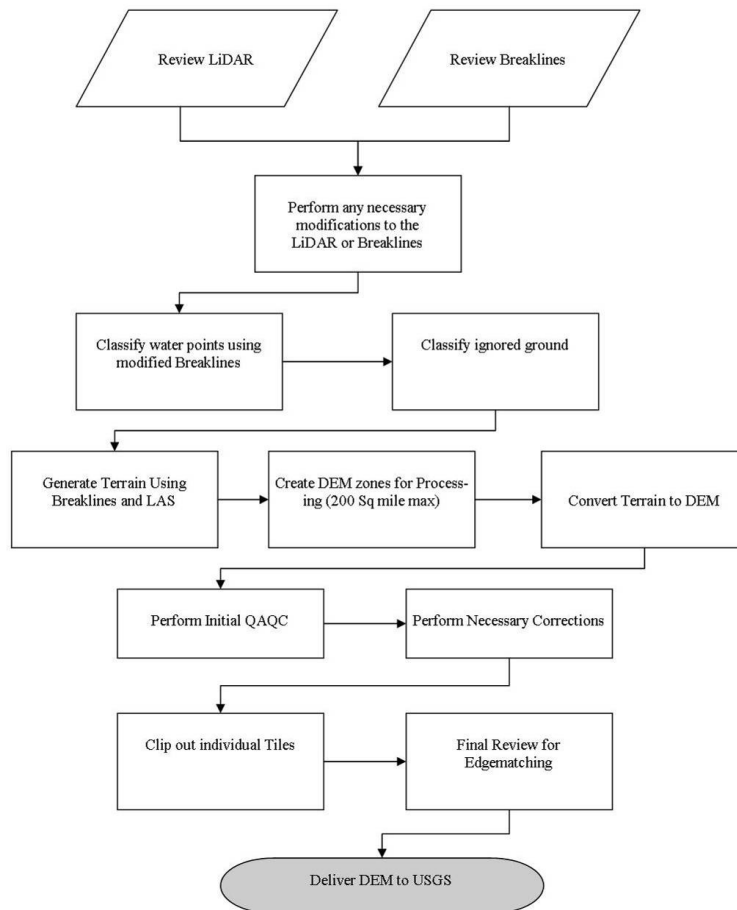 Review LiDAR
Review Breaklines
Perform any necessary
modifications to the
LiDAR or Breaklines
Classify water points using
modified Breaklines
Classify ignored ground
Generate Terrain Using
Breaklines and LAS
Create DEM zones for Process-
ing (200 Sq mile max)
Convert Terrain to DEM
Perform Initial QAQC
Perform Necessary Corrections
Clip out individual Tiles
Final Review for
Edgematching
Deliver DEM to USGS